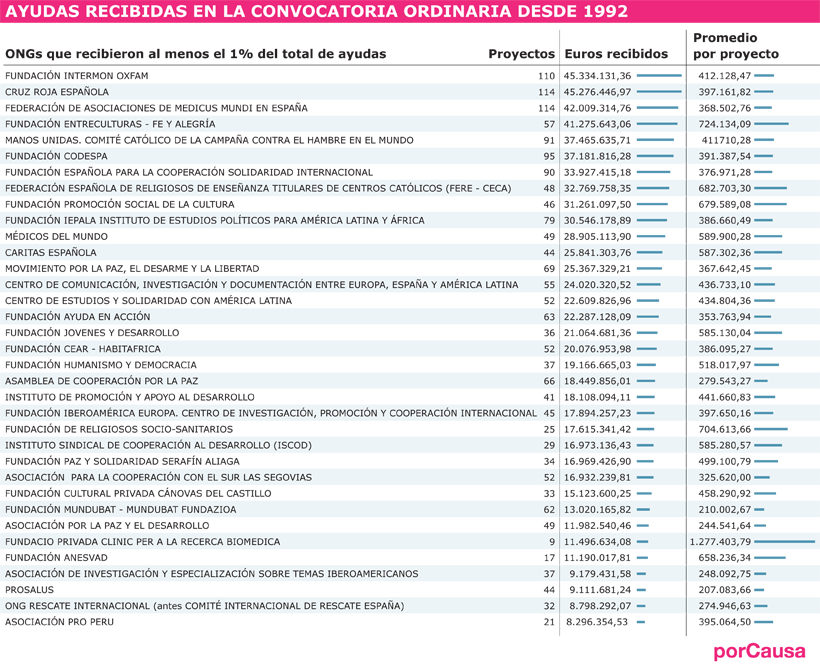 AYUDAS RECIBIDAS EN LA CONVOCATORIA ORDINARIA DESDE 1992
ONGs que recibieron al menos el 1% del total de ayudas Proyectos Euros recibidos Promedio por proyecto
FUNDACIÓN INTERMON OXFAM 110 45.334.131,36 412.128,47
CRUZ ROJA ESPAÑOLA 114 45.276.446,97 397.161,82
FEDERACIÓN DE ASOCIACIONES DE MEDICUS MUNDI EN ESPAÑA 114 42.009.314,76 368.502,76
FUNDACIÓN ENTRECULTURAS - FE Y ALEGRÍA 57 41.275.643,06 724.134,09
MANOS UNIDAS. COMITÉ CATÓLICO DE LA CAMPAÑA CONTRA EL HAMBRE EN EL MUNDO 91 37.465.635,71 411710,28
FUNDACIÓN CODESPA 95 37.181.816,28 391.387,54
FUNDACIÓN ESPAÑOLA PARA LA COOPERACIÓN SOLIDARIDAD INTERNACIONAL 90 33.927.415,18 376.971,28
FEDERACIÓN ESPAÑOLA DE RELIGIOSOS DE ENSEÑANZA TITULARES DE CENTROS CATÓLICOS (FERE - CECA) 48 32.769.758,35 682.703,30
FUNDACIÓN PROMOCIÓN SOCIAL DE LA CULTURA 46 31.261.097,50 679.589,08
FUNDACIÓN IEPALA INSTITUTO DE ESTUDIOS POLÍTICOS PARA AMÉRICA LATINA Y ÁFRICA 79 30.546.178,89 386.660,49
MÉDICOS DEL MUNDO 49 28.905.113,90 589.900,28
CARITAS ESPAÑOLA 44 25.841.303,76 587.302,36
MOVIMIENTO POR LA PAZ, EL DESARME Y LA LIBERTAD 69 25.367.329,21 367.642,45
CENTRO DE COMUNICACIÓN, INVESTIGACIÓN Y DOCUMENTACIÓN ENTRE EUROPA, ESPAÑA Y AMÉRICA LATINA 55 24.020.320,52 436.733,10
CENTRO DE ESTUDIOS Y SOLIDARIDAD CON AMÉRICA LATINA 52 22.609.826,96 434.804,36
FUNDACIÓN AYUDA EN ACCIÓN 63 22.287.128,09 353.763,94
FUNDACIÓN JOVENES Y DESARROLLO 36 21.064.681,36 585.130,04
FUNDACIÓN CEAR - HABITAFRICA 52 20.076.953,98 386.095,27
FUNDACIÓN HUMANISMO Y DEMOCRACIA 37 19.166.665,03 518.017,97
ASAMBLEA DE COOPERACIÓN POR LA PAZ 66 18.449.856,01 279.543,27
INSTITUTO DE PROMOCIÓN Y APOYO AL DESARROLLO 41 18.108.094,11 441.660,83
FUNDACIÓN IBEROAMÉRICA EUROPA. CENTRO DE INVESTIGACIÓN, PROMOCIÓN Y COOPERACIÓN INTERNACIONAL 45 17.894.257,23 397.650,16
FUNDACIÓN DE RELIGIOSOS SOCIO-SANITARIOS 25 17.615.341,42 704.613,66
INSTITUTO SINDICAL DE COOPERACIÓN AL DESARROLLO (ISCOD) 29 16.973.136,43 585.280,57
FUNDACIÓN PAZ Y SOLIDARIDAD SERAFÍN ALIAGA 34 16.969.426,90 499.100,79
ASOCIACIÓN PARA LA COOPERACIÓN CON EL SUR LAS SEGOVIAS 52 16.932.239,81 325.620,00
FUNDACIÓN CULTURAL PRIVADA CÁNOVAS DEL CASTILLO 33 15.123.600,25 458.290,92
FUNDACIÓN MUNDUBAT - MUNDUBAT FUNDAZIOA 62 13.020.165,82 210.002,67
ASOCIACIÓN POR LA PAZ Y EL DESARROLLO 49 11.982.540,46 244.541,64
FUNDACIO PRIVADA CLINIC PER A LA RECERCA BIOMEDICA 9 11.496.634,08 1.277.403,79
FUNDACIÓN ANESVAD 17 11.190.017,81 658.236,34
ASOCIACIÓN DE INVESTIGACIÓN Y ESPECIALIZACIÓN SOBRE TEMAS IBEROAMERICANOS 37 9.179.431,58 248.092,75
PROSALUS 44 9.111.681,24 207.083,66
ONG RESCATE INTERNACIONAL (antes COMITÉ INTERNACIONAL DE RESCATE ESPAÑA) 32 8.798.292,07 274.946,63
ASOCIACIÓN PRO PERU 21 8.296.354,53 395.064,50
porCausa